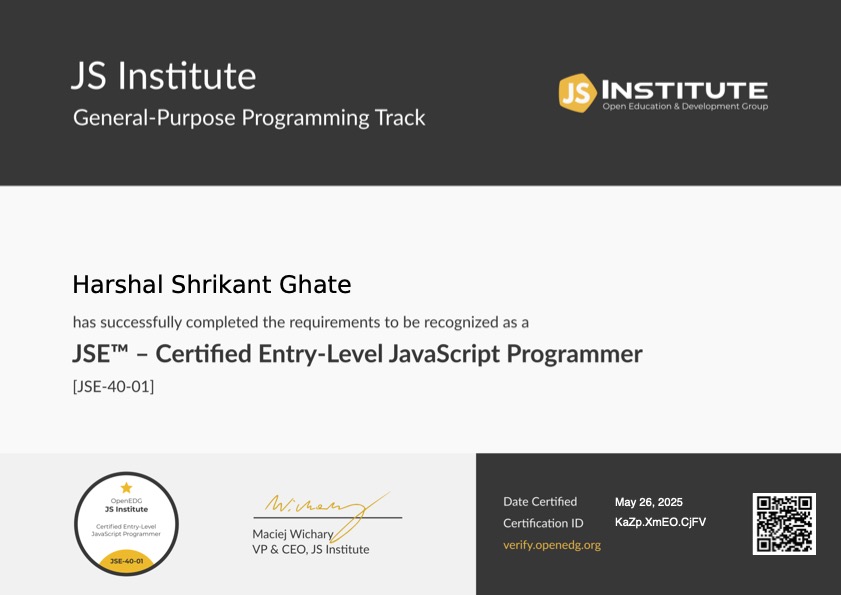 JS Institute
General-Purpose Programming Track
JS INSTITUTE
Open Education & Development Group
Harshal Shrikant Ghate
has successfully completed the requirements to be recognized as a
JSE™ – Certified Entry-Level JavaScript Programmer
[JSE-40-01]
OpenEDG
JS Institute
Certified Entry-Level
JavaScript Programmer
JSE-40-01
W. Wichary
Maciej Wichary
VP & CEO, JS Institute
Date Certified May 26, 2025
Certification ID KaZp.XmEO.CjFV
verify.openedg.org